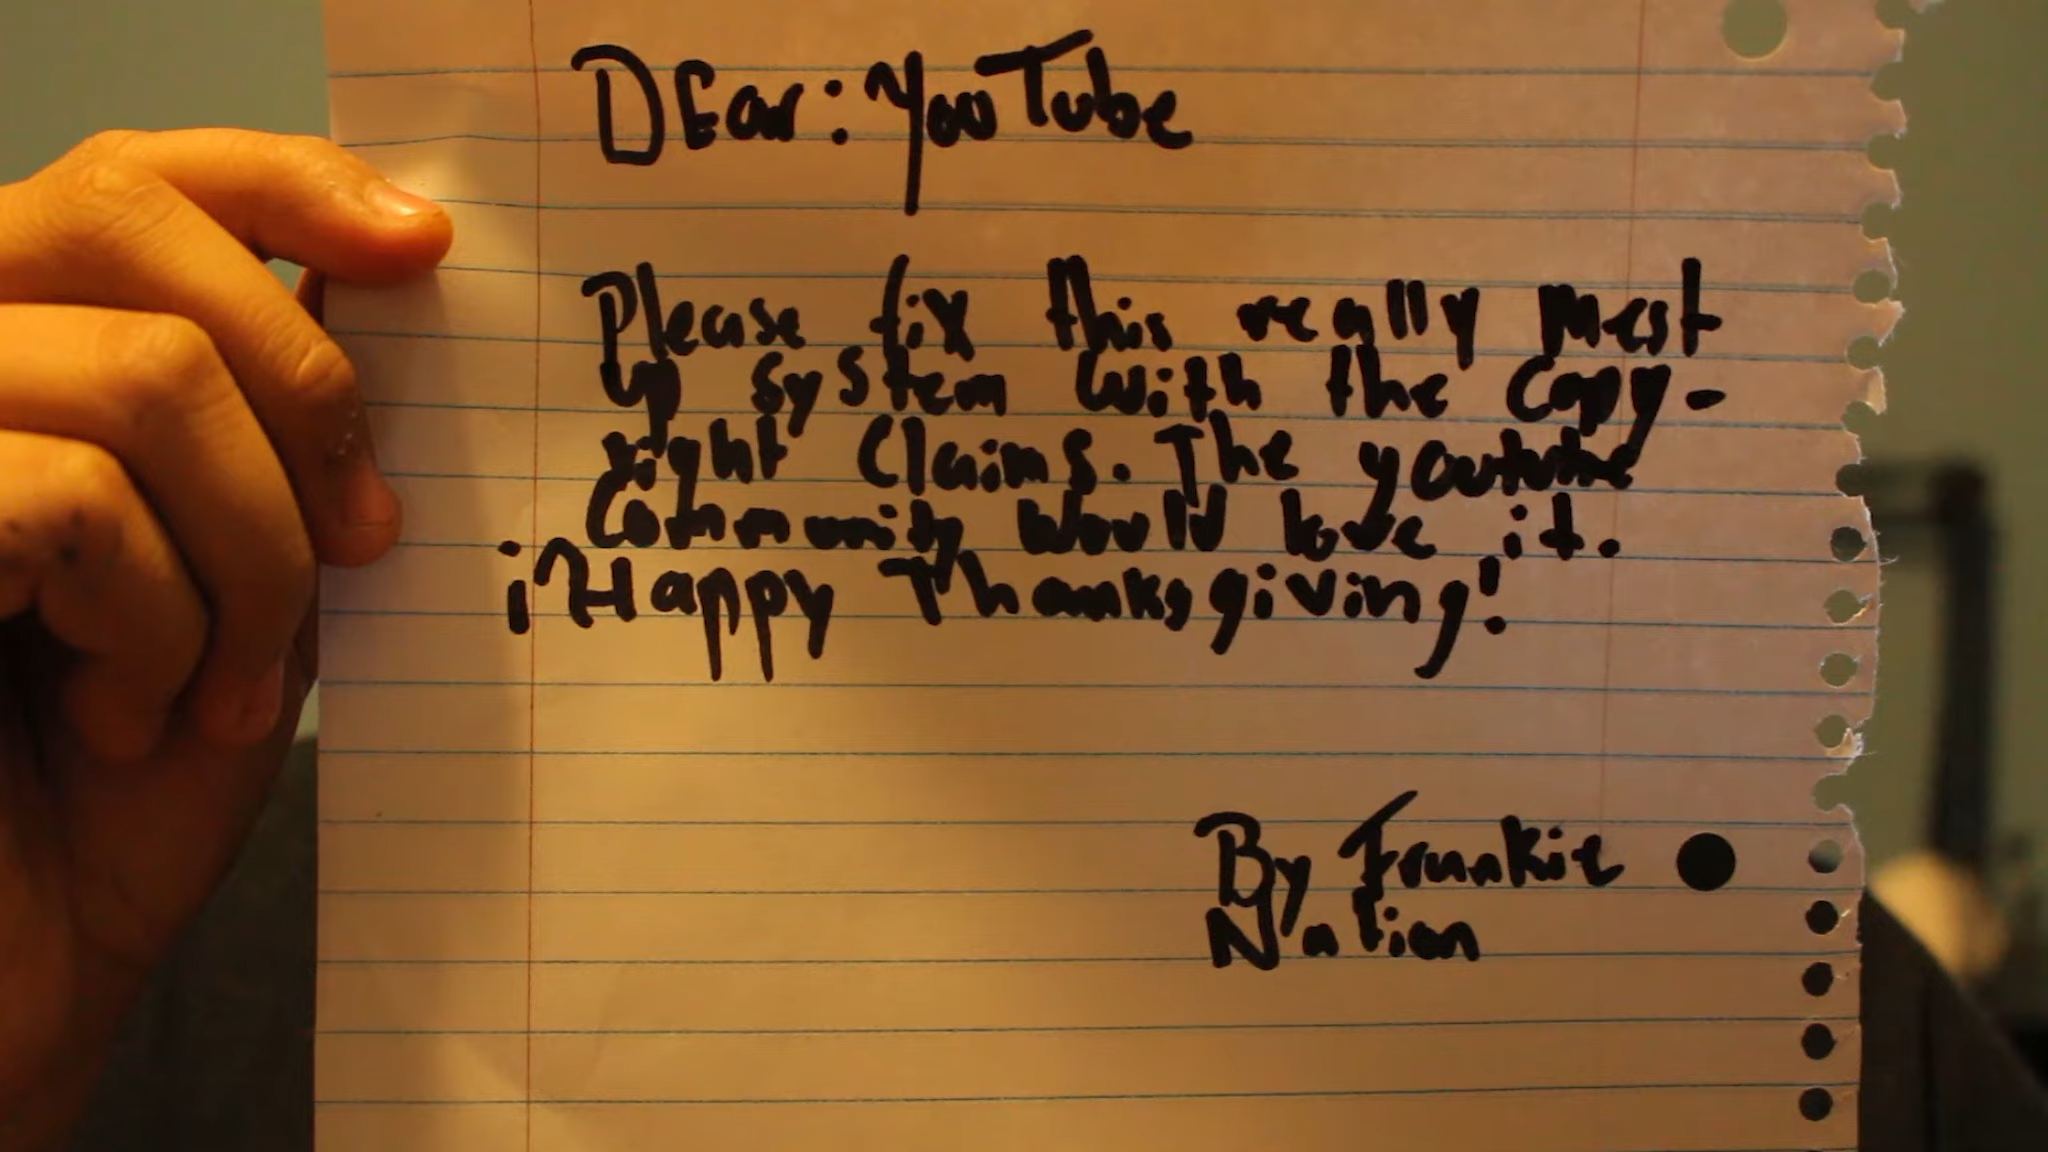 DEar: YouTube
Please fix this really mest
up system with the copy-
right claims. The youtube
Community would love it.
¡Happy Thanksgiving!
By Frankie
Nation